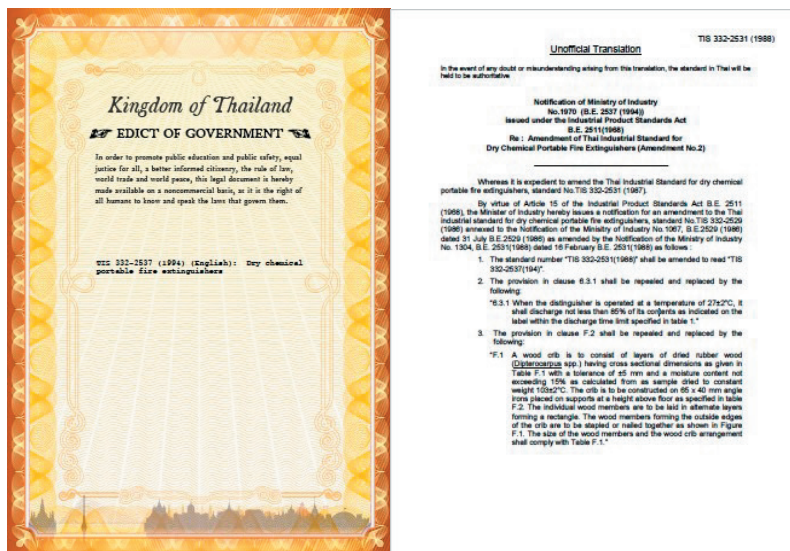 Kingdom of Thailand
EDICT OF GOVERNMENT
In order to promote public education and public safety, equal
justice for all, a better informed citizenry, the rule of law,
world trade and world peace, this legal document is hereby
made available on a noncommercial basis, as it is the right of
all humans to know and speak the laws that govern them.
UIS 332-2537 (1994) (English): Dry chemical
portable fire extinguishers
TIS 332-2531 (1988)
Unofficial Translation
In the event of any doubt or misunderstanding arising from this translation, the standard in Thai will be
held to be authoritative
Notification of Ministry of Industry
No.1970 (B.E. 2537 (1994))
issued under the Industrial Product Standards Act
B.E. 2511(1968)
Re : Amendment of Thai Industrial Standard for
Dry Chemical Portable Fire Extinguishers (Amendment No.2)
Whereas it is expedient to amend the Thai Industrial Standard for dry chemical
portable fire extinguishers, standard No.TIS 332-2531 (1987).
By virtue of Article 15 of the Industrial Product Standards Act B.E. 2511
(1968), the Minister of Industry hereby issues a notification for an amendment to the Thai
industrial standard for dry chemical portable fire extinguishers, standard No.TIS 332-2529
(1986) annexed to the Notification of the Ministry of Industry No.1067, B.E.2529 (1986)
dated 31 July B.E.2529 (1986) as amended by the Notification of the Ministry of Industry
No. 1304, B.E. 2531(1988) dated 16 February B.E. 2531(1988) as follows :
1. The standard number "TIS 332-2531(1988)" shall be amended to read "TIS
332-2537(194)".
2. The provision in clause 6.3.1 shall be repealed and replaced by the
following:
"6.3.1 When the distinguisher is operated at a temperature of 27±2°C, it
shall discharge not less than 85% of its contents as indicated on the
label within the discharge time limit specified in table 1."
3. The provision in clause F.2 shall be repealed and replaced by the
following:
"F.1 A wood crib is to consist of layers of dried rubber wood
(Dipterocarpus spp.) having cross sectional dimensions as given in
Table F.1 with a tolerance of ±5 mm and a moisture content not
exceeding 15% as calculated from as sample dried to constant
weight 103±2°C. The crib is to be constructed on 65 x 40 mm angle
irons placed on supports at a height above floor as specified in table
F.2. The individual wood members are to be laid in alternate layers
forming a rectangle. The wood members forming the outside edges
of the crib are to be stapled or nailed together as shown in Figure
F.1. The size of the wood members and the wood crib arrangement
shall comply with Table F.1."